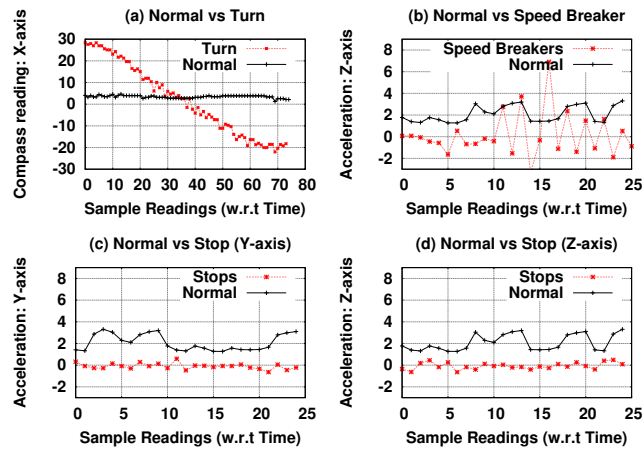 (a) Normal vs Turn
Compass reading: X-axis
30
20
10
0
-10
-20
-30
Turn
Normal
0 10 20 30 40 50 60 70 80
Sample Readings (w.r.t Time)
(b) Normal vs Speed Breaker
Acceleration: Z-axis
8
6
4
2
0
-2
Speed Breakers
Normal
0 5 10 15 20 25
Sample Readings (w.r.t Time)
(c) Normal vs Stop (Y-axis)
Acceleration: Y-axis
8
6
4
2
0
-2
Stops
Normal
0 5 10 15 20 25
Sample Readings (w.r.t Time)
(d) Normal vs Stop (Z-axis)
Acceleration: Z-axis
8
6
4
2
0
-2
Stops
Normal
0 5 10 15 20 25
Sample Readings (w.r.t Time)